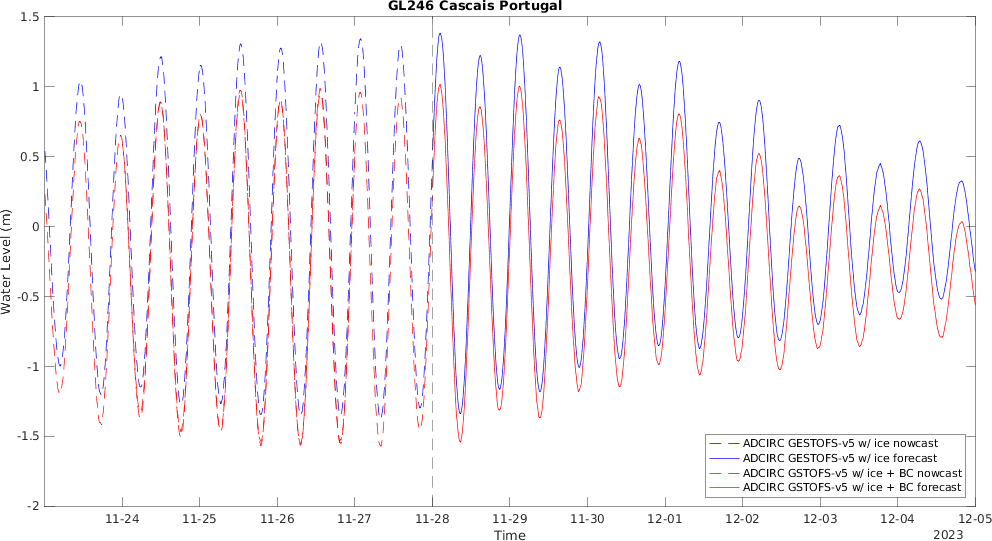 GL246 Cascais Portugal
1.5
1
0.5
0
-0.5
-1
-1.5
-2
Water Level (m)
ADCIRC GESTOFS-v5 w/ ice nowcast
ADCIRC GESTOFS-v5 w/ ice forecast
ADCIRC GSTOFS-v5 w/ ice + BC nowcast
ADCIRC GSTOFS-v5 w/ ice + BC forecast
11-24 11-25 11-26 11-27 11-28 11-29 11-30 12-01 12-02 12-03 12-04 12-05
Time 2023